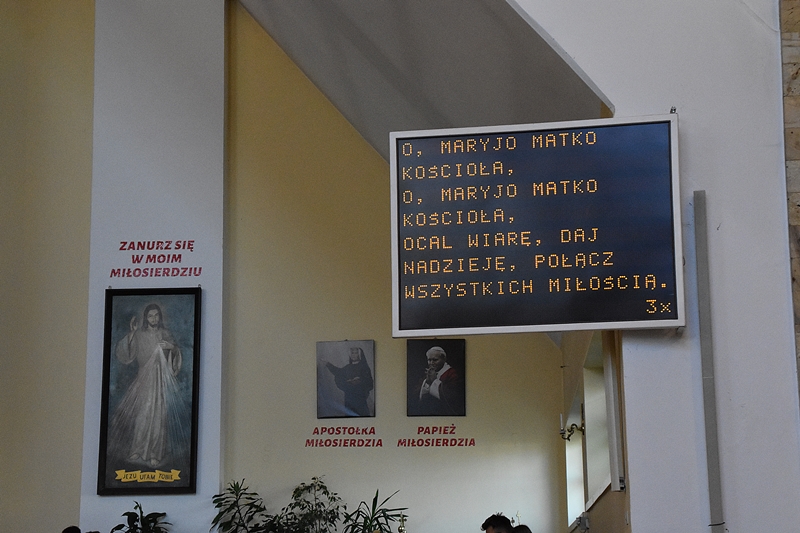 O, MARYJO MATKO
KOŚCIOŁA,
O, MARYJO MATKO
KOŚCIOŁA,
OCAL WIARĘ, DAJ
NADZIEJĘ, POŁĄCZ
WSZYSTKICH MIŁOŚCIĄ.
3x
ZANURZ SIĘ
W MOIM
MIŁOSIERDZIU
JEZU UFAM TOBIE
APOSTOŁKA
MIŁOSIERDZIA
PAPIEŻ
MIŁOSIERDZIA